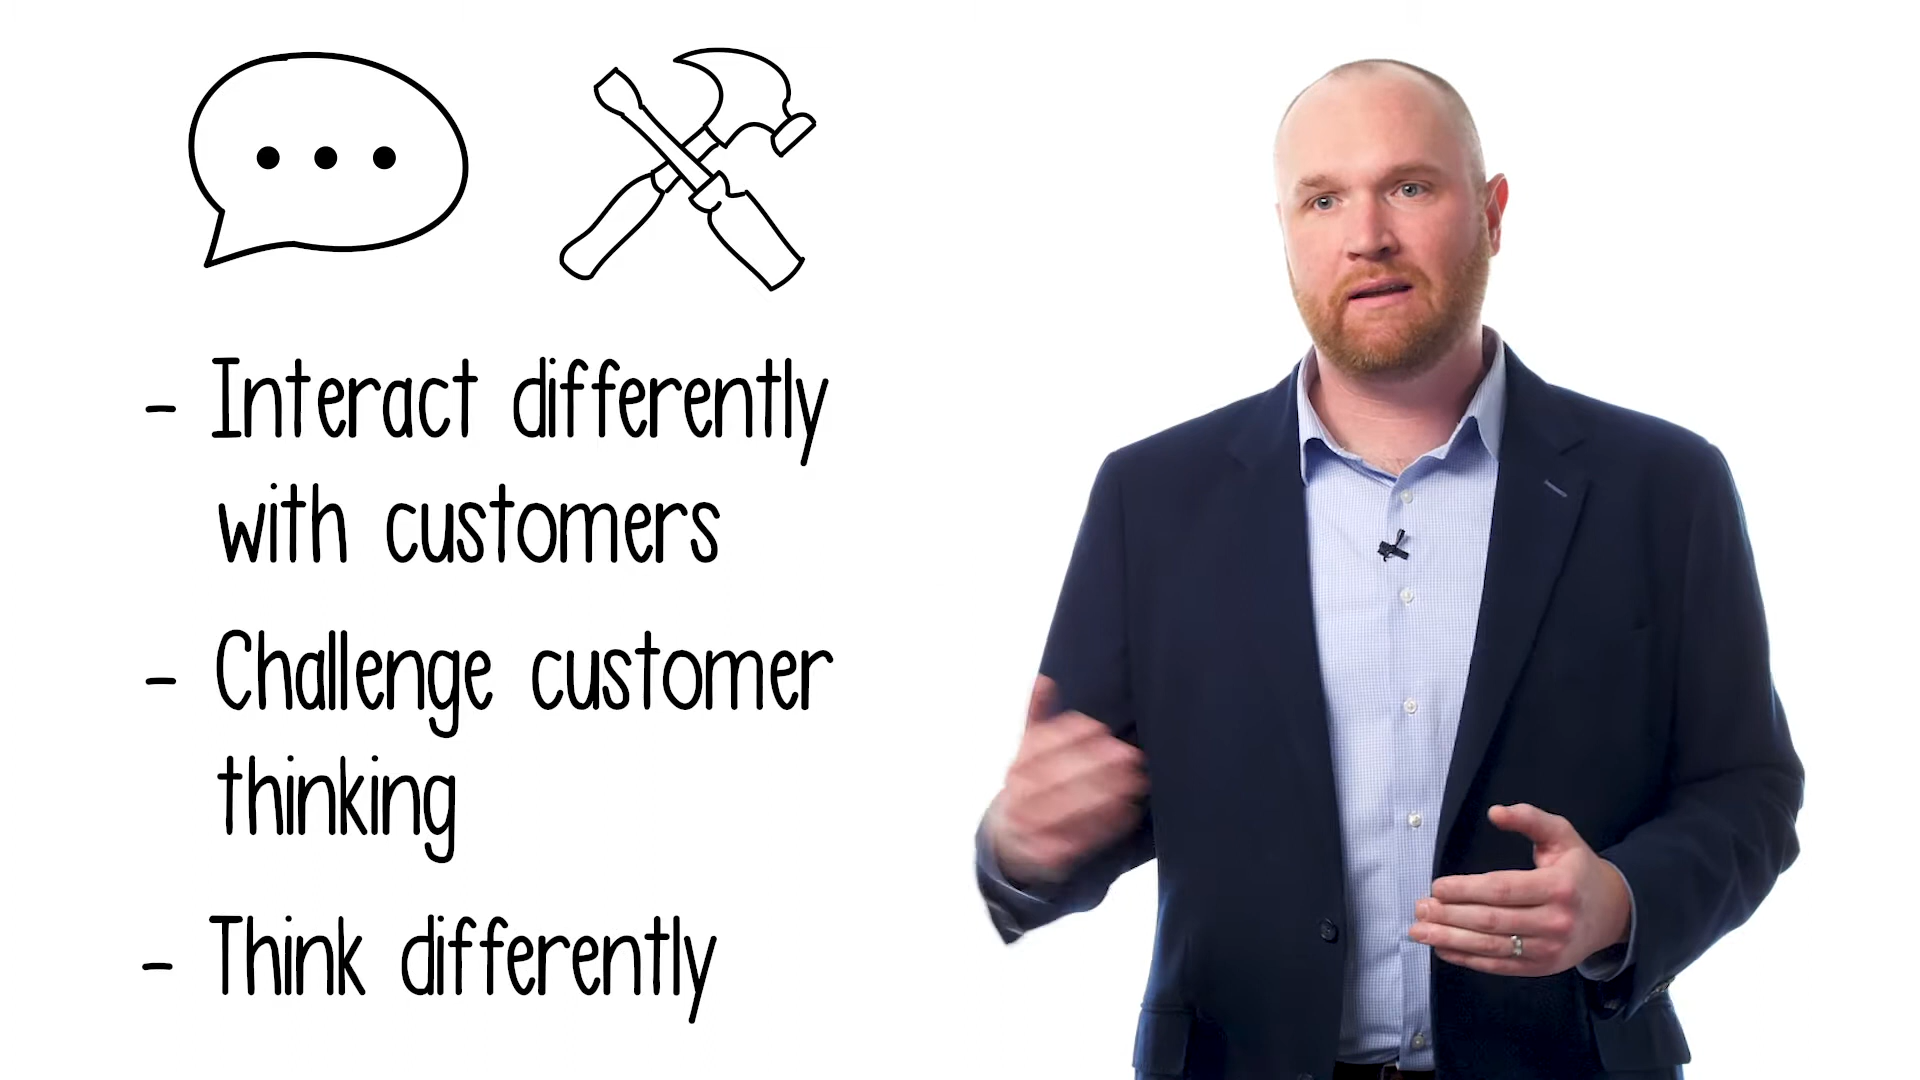 - Interact differently
with customers
- Challenge customer
thinking
- Think differently